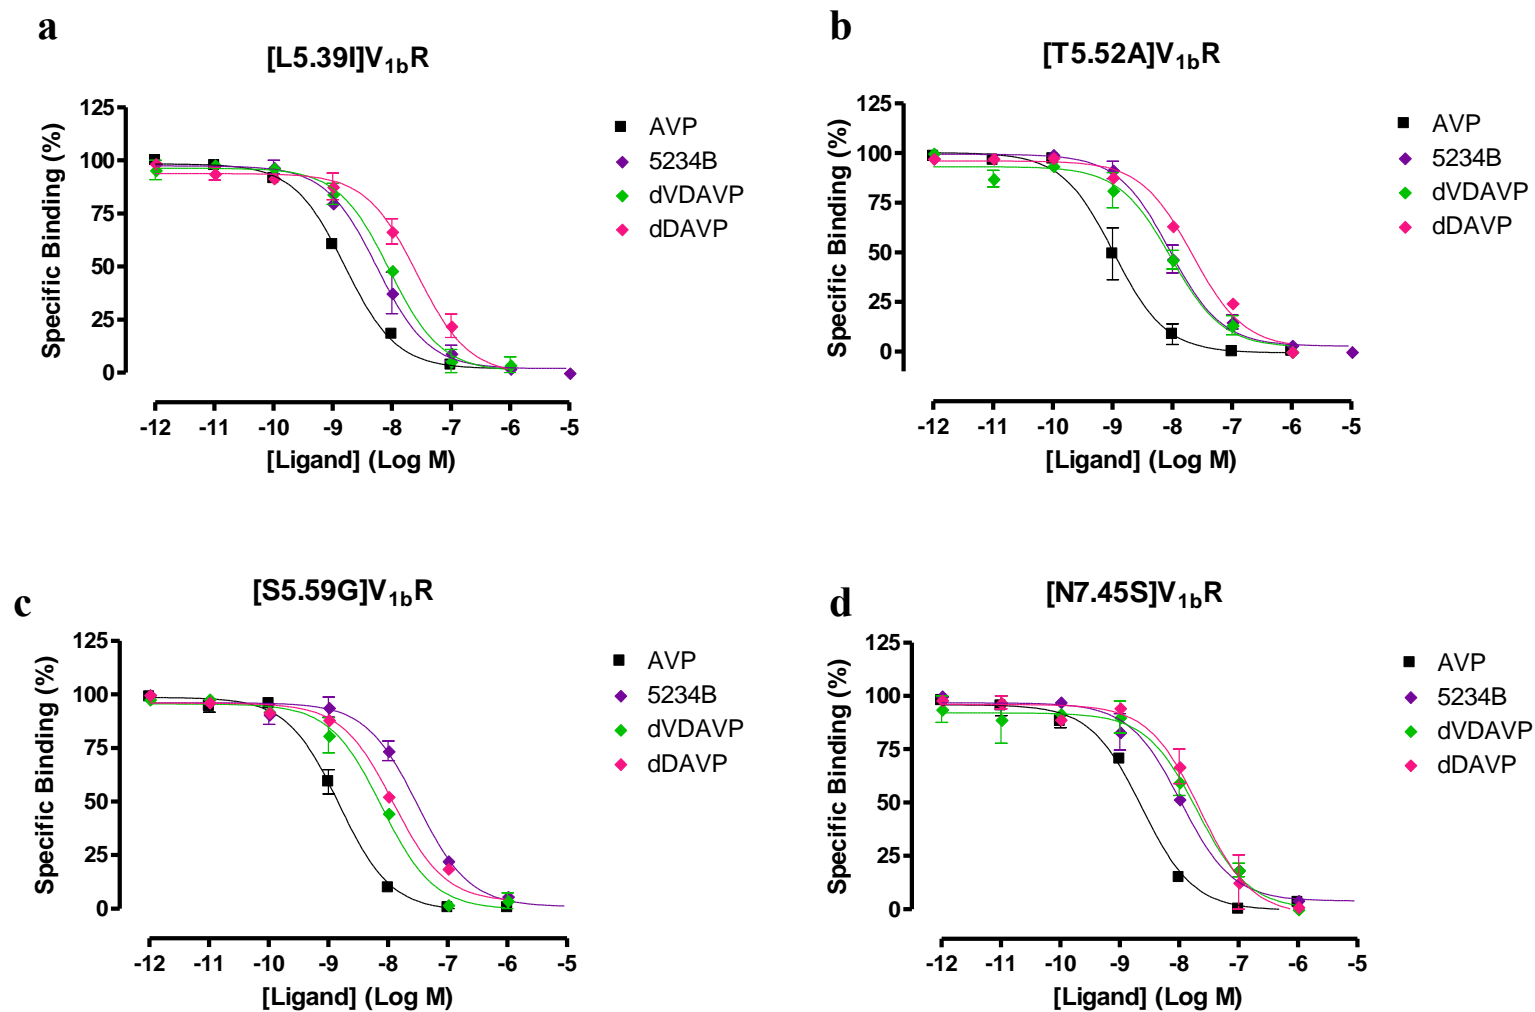 a
[L5.39I]V1bR
125
100
75
50
25
0
Specific Binding (%)
-12 -11 -10 -9 -8 -7 -6 -5
[Ligand] (Log M)
AVP
5234B
dVDAVP
dDAVP
b
[T5.52A]V1bR
125
100
75
50
25
0
Specific Binding (%)
-12 -11 -10 -9 -8 -7 -6 -5
[Ligand] (Log M)
AVP
5234B
dVDAVP
dDAVP
c
[S5.59G]V1bR
125
100
75
50
25
0
Specific Binding (%)
-12 -11 -10 -9 -8 -7 -6 -5
[Ligand] (Log M)
AVP
5234B
dVDAVP
dDAVP
d
[N7.45S]V1bR
125
100
75
50
25
0
Specific Binding (%)
-12 -11 -10 -9 -8 -7 -6 -5
[Ligand] (Log M)
AVP
5234B
dVDAVP
dDAVP